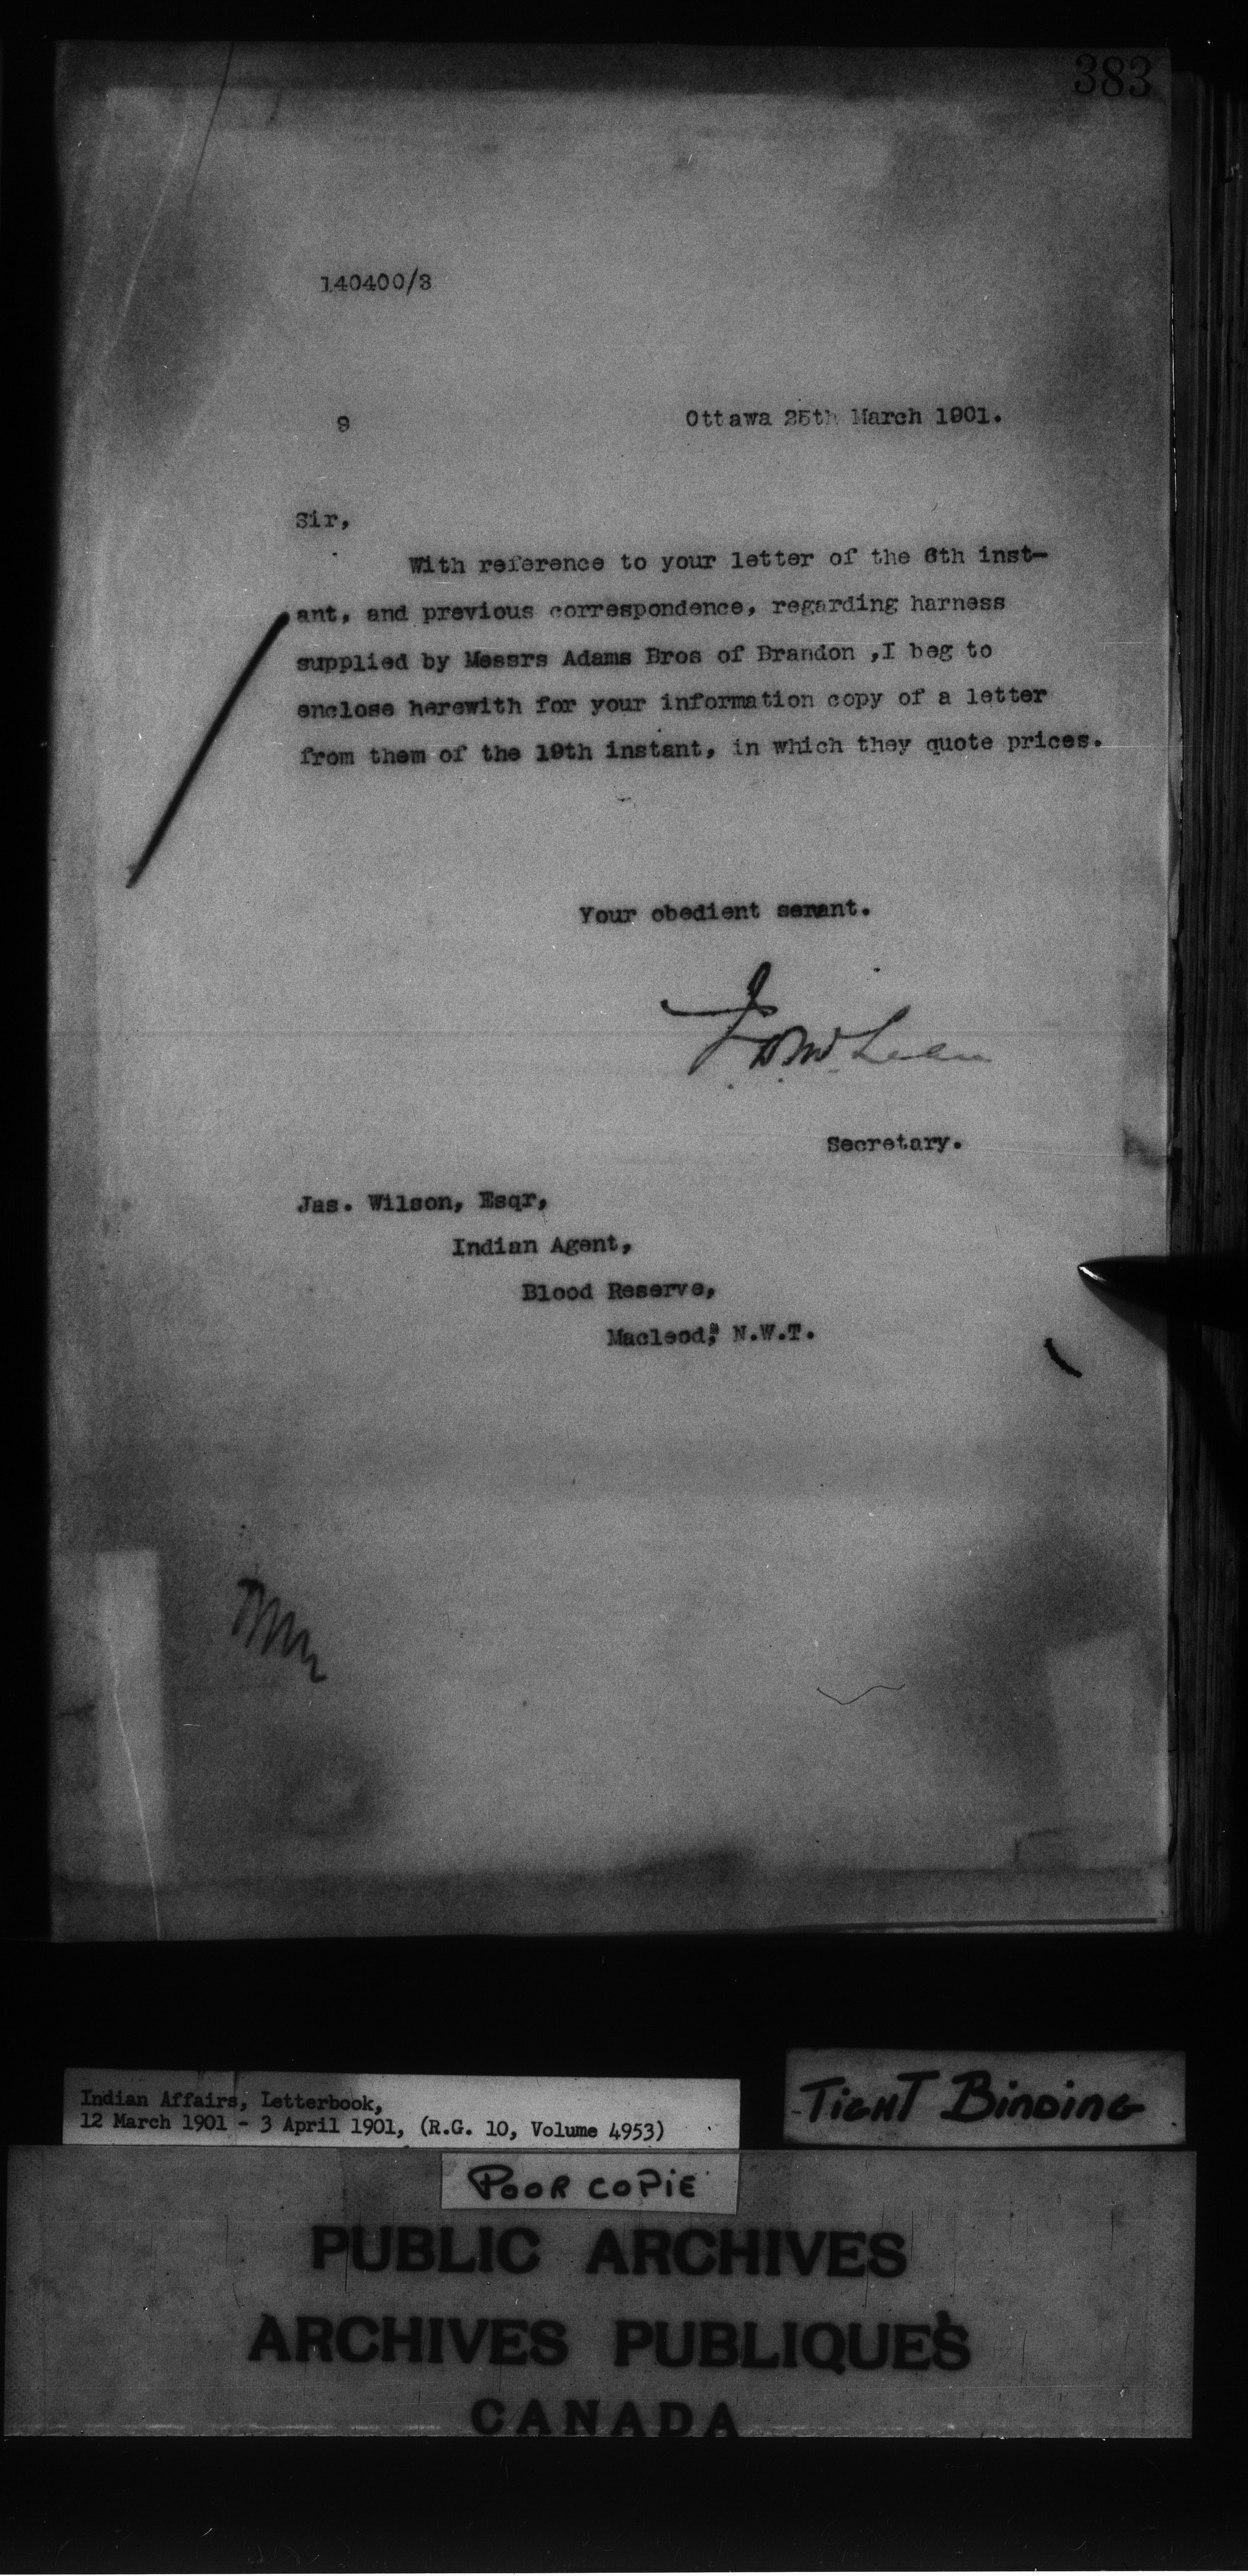 383
140400/3
9
Ottawa 25th March 1901.
Sir,
With reference to your letter of the 6th inst-
ant, and previous correspondence, regarding harness
supplied by Messrs Adams Bros of Brandon ,I beg to
enclose herewith for your information copy of a letter
from them of the 19th instant, in which they quote prices.
Your obedient serant.
J.D. McLean
Secretary.
Jas. Wilson, Esqr,
Indian Agent,
Blood Reserve,
Macleod, N.W.T.
Indian Affairs, Letterbook,
12 March 1901 - 3 April 1901, (R.G. 10, Volume 4953)
TIGHT BINDING
POOR COPIE
PUBLIC ARCHIVES
ARCHIVES PUBLIQUES
CANADA